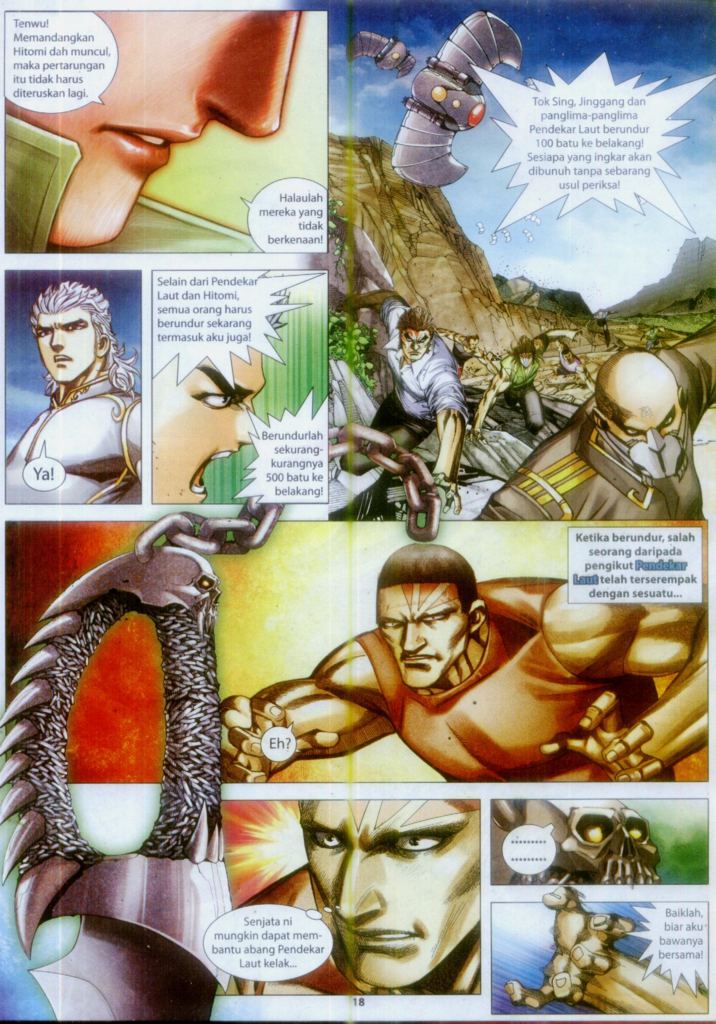 Tenwu!
Memandangkan
Hitomi dah muncul,
maka pertarungan
itu tidak harus
diteruskan lagi.
Halaulah
mereka yang
tidak
berkenaan!
Tok Sing, Jinggang dan
panglima-panglima
Pendekar Laut berundur
100 batu ke belakang!
Sesiapa yang ingkar akan
dibunuh tanpa sebarang
usul periksa!
Ya!
Selain dari Pendekar
Laut dan Hitomi,
semua orang harus
berundur sekarang
termasuk aku juga!
Berundurlah
sekurang-
kurangnya
500 batu ke
belakang!
Ketika berundur, salah
seorang daripada
pengikut Pendekar
Laut telah terserempak
dengan sesuatu...
Eh?
Senjata ni
mungkin dapat mem-
bantu abang Pendekar
Laut kelak...
.........
.........
Baiklah,
biar aku
bawanya
bersama!
18